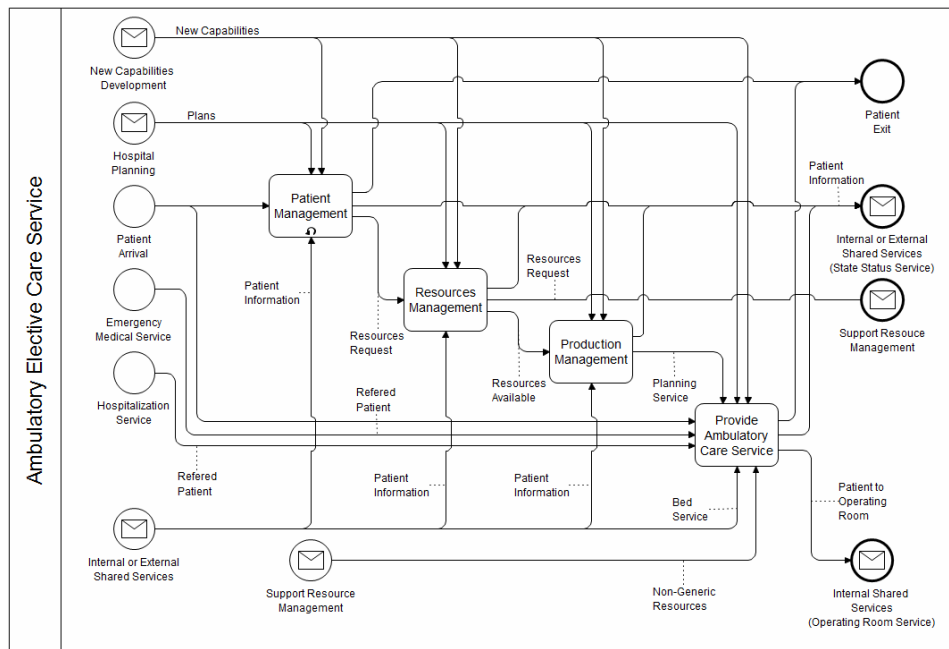 Ambulatory Elective Care Service
New Capabilities
New Capabilities
Development
Plans
Hospital
Planning
Patient
Exit
Patient
Management
Patient
Arrival
Patient
Information
Internal or External
Shared Services
(State Status Service)
Patient
Information
Resources
Request
Resources
Management
Emergency
Medical Service
Resources
Request
Support Resouce
Management
Production
Management
Resources
Available
Planning
Service
Hospitalization
Service
Refered
Patient
Provide
Ambulatory
Care Service
Refered
Patient
Patient
Information
Patient
Information
Bed
Service
Patient to
Operating
Room
Internal or External
Shared Services
Support Resource
Management
Non-Generic
Resources
Internal Shared
Services
(Operating Room Service)